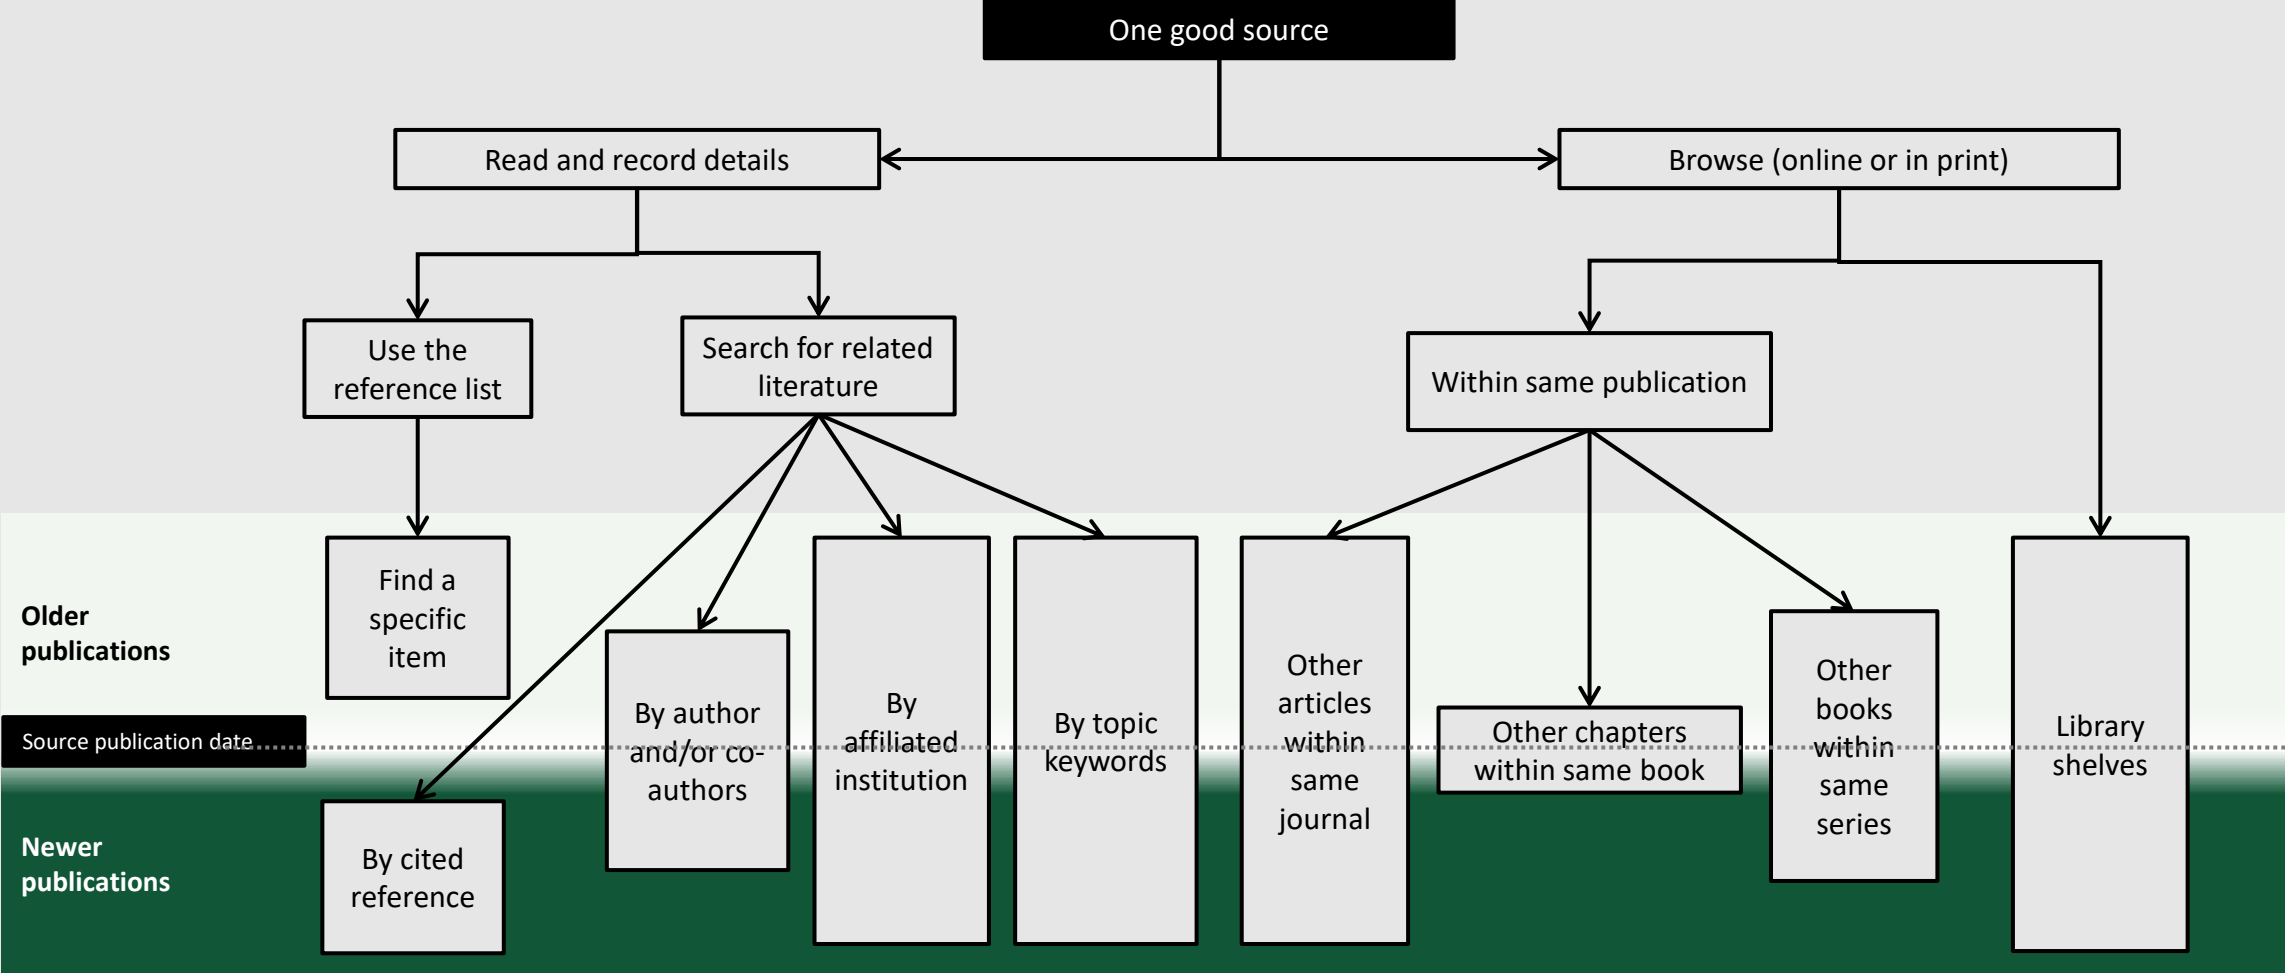 One good source
Read and record details
Browse (online or in print)
Use the
reference list
Search for related
literature
Within same publication
Older
publications
Find a
specific
item
By author
and/or co-
authors
By
affiliated
institution
By topic
keywords
Other
articles
within
same
journal
Other chapters
within same book
Other
books
within
same
series
Library
shelves
Source publication date
Newer
publications
By cited
reference